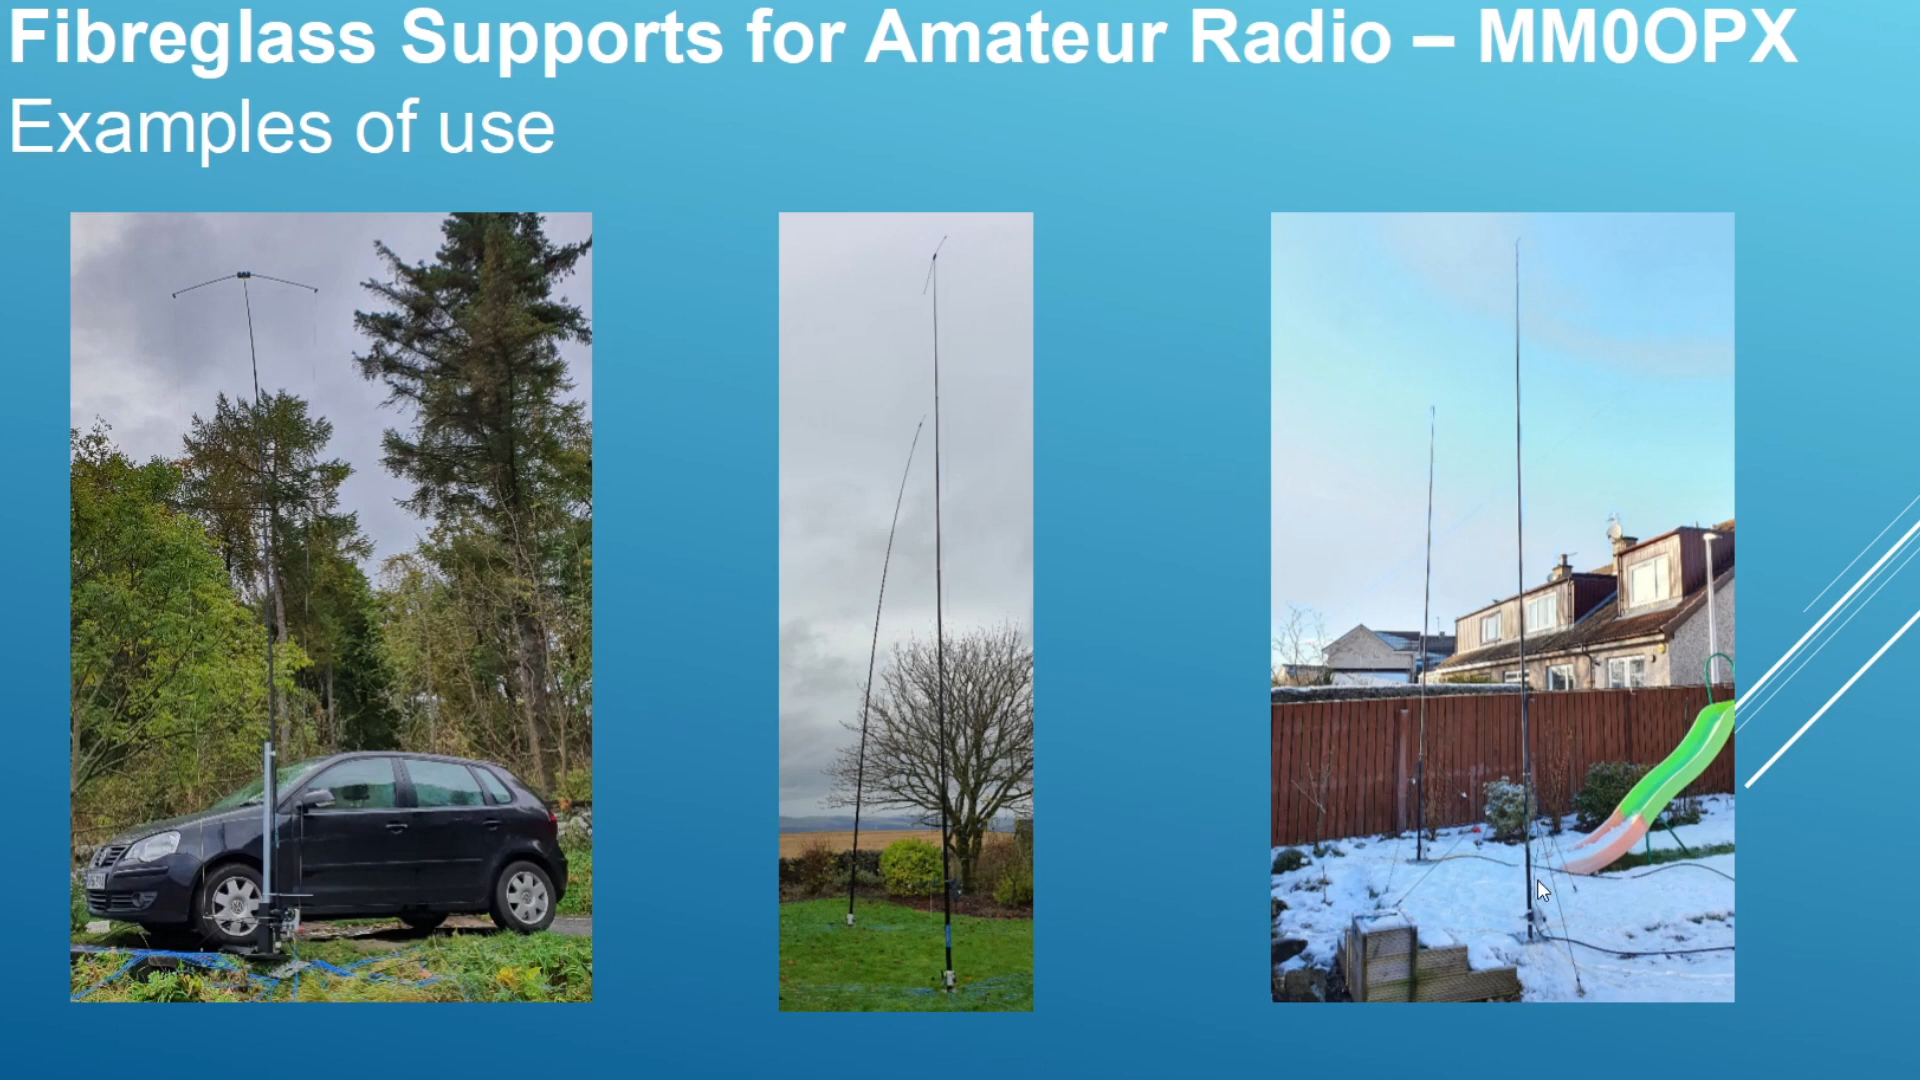 Fibreglass Supports for Amateur Radio – MM0OPX
Examples of use